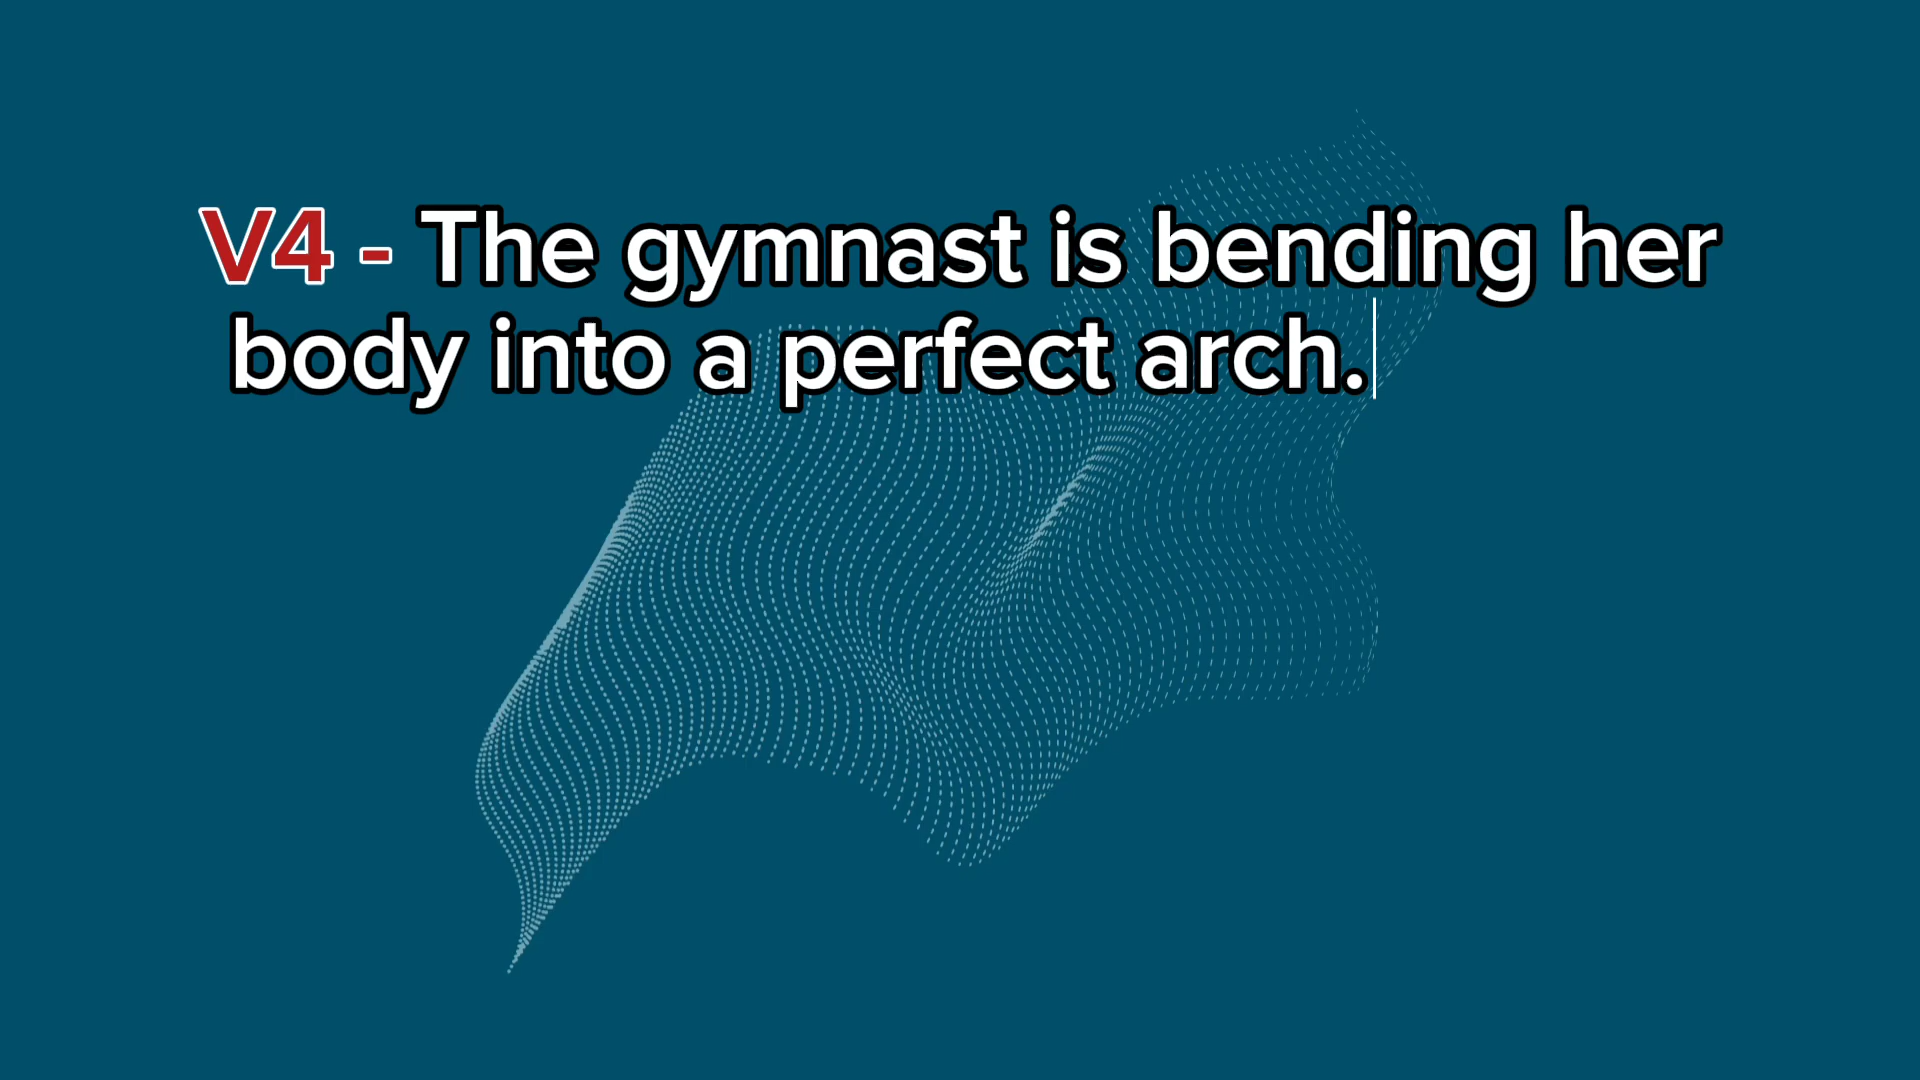 V4 - The gymnast is bending her
body into a perfect arch.